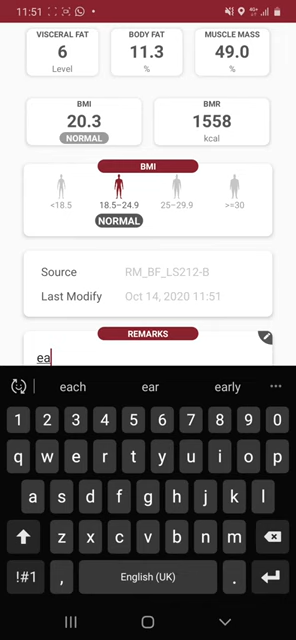 11:51
VISCERAL FAT
6
Level
BODY FAT
11.3
%
MUSCLE MASS
49.0
%
BMI
20.3
NORMAL
BMR
1558
kcal
BMI
<18.5
18.5–24.9
25–29.9
>=30
NORMAL
Source RM_BF_LS212-B
Last Modify Oct 14, 2020 11:51
REMARKS
ea
each ear early
1 2 3 4 5 6 7 8 9 0
q w e r t y u i o p
a s d f g h j k l
z x c v b n m
!#1 , English (UK) .